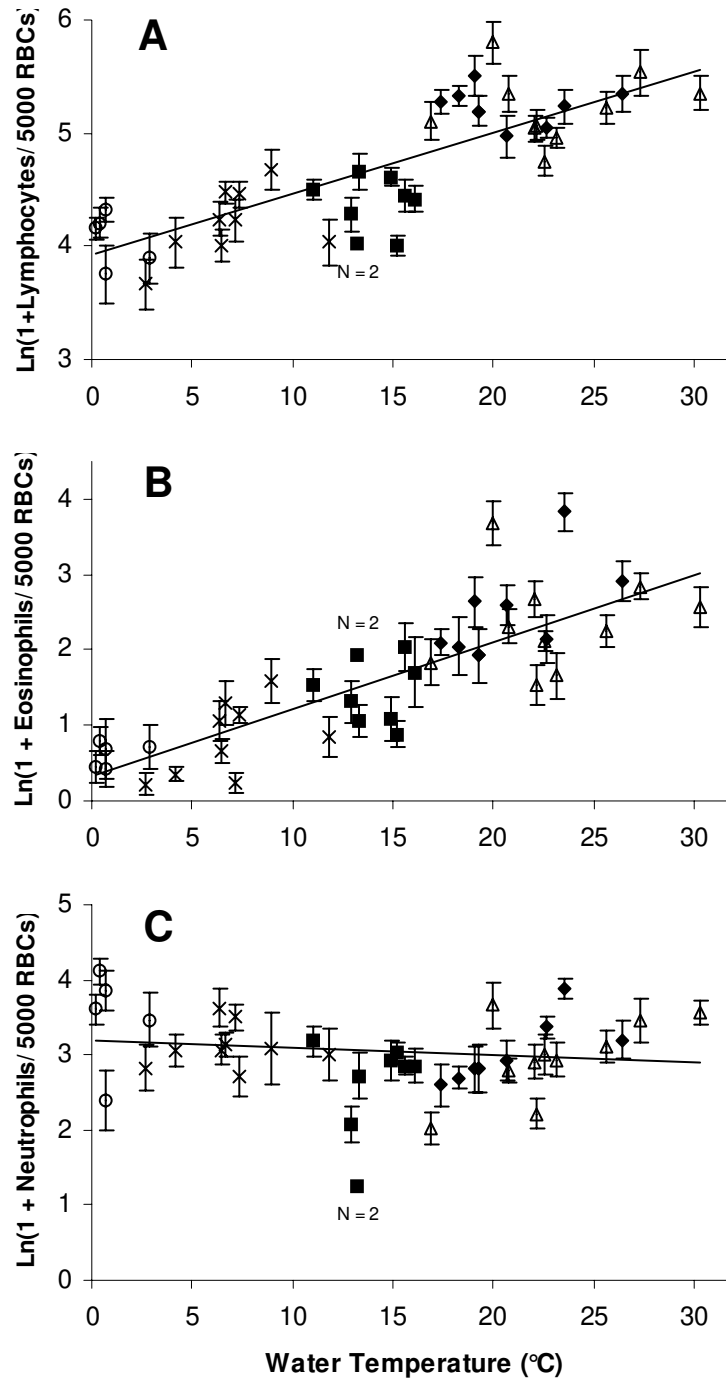 A
Ln(1+Lymphocytes/ 5000 RBCs)
6
5
4
3
N = 2
0 5 10 15 20 25 30
B
Ln(1 + Eosinophils/ 5000 RBCs)
4
3
2
1
0
N = 2
0 5 10 15 20 25 30
C
Ln(1 + Neutrophils/ 5000 RBCs)
5
4
3
2
1
0
N = 2
0 5 10 15 20 25 30
Water Temperature (°C)